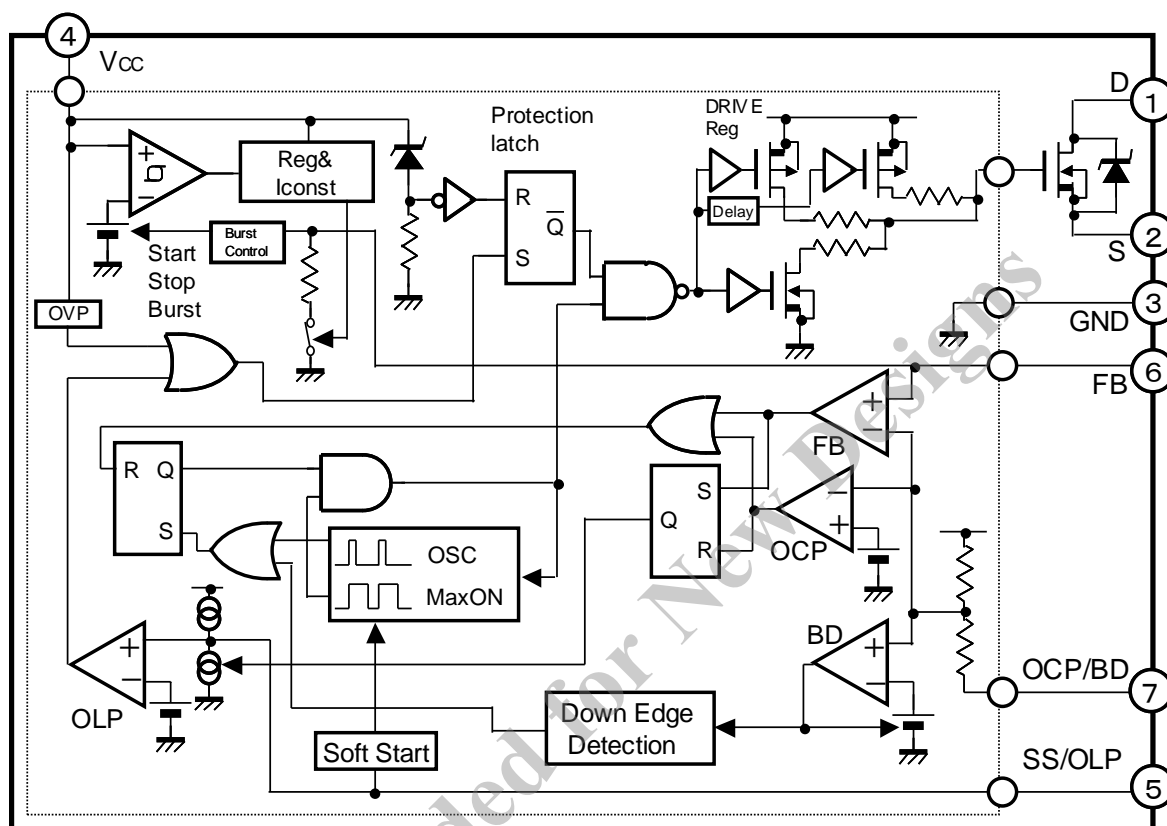 4
VCC
D
1
Protection
latch
DRIVE
Reg
+
−
Reg&
Iconst
R
Q
S
Delay
Burst
Control
Start
Stop
Burst
2
S
OVP
3
GND
6
FB
+
−
FB
R Q
S
S
Q
R
−
+
OCP
OSC
MaxON
BD
+
−
+
−
OLP
OCP/BD
7
Down Edge
Detection
Soft Start
SS/OLP
5
ded for New Designs